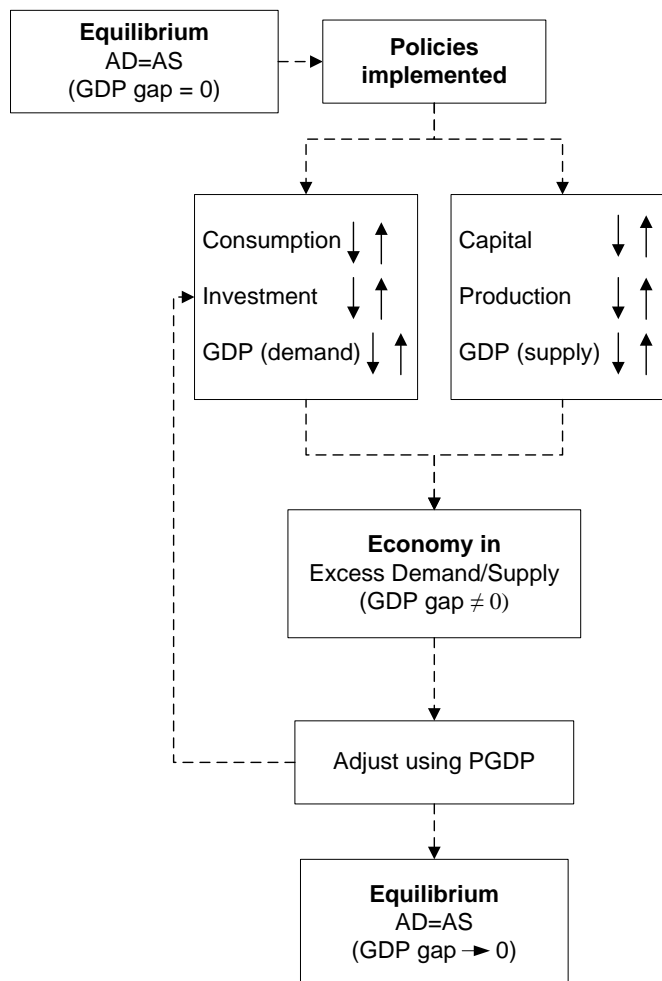 Equilibrium
AD=AS
(GDP gap = 0)
Policies
implemented
Consumption
Investment
GDP (demand)
Capital
Production
GDP (supply)
Economy in
Excess Demand/Supply
(GDP gap ≠ 0)
Adjust using PGDP
Equilibrium
AD=AS
(GDP gap → 0)